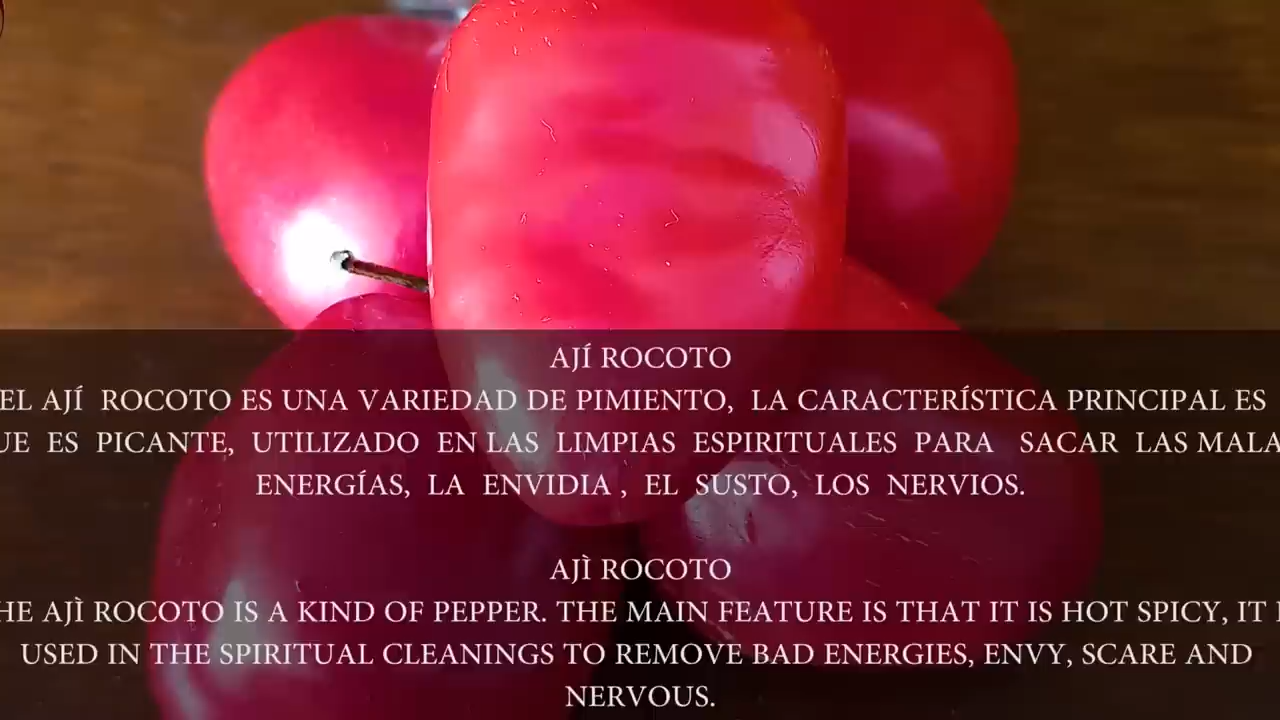 AJÍ ROCOTO
EL AJÍ ROCOTO ES UNA VARIEDAD DE PIMIENTO, LA CARACTERÍSTICA PRINCIPAL ES
UE ES PICANTE, UTILIZADO EN LAS LIMPIAS ESPIRITUALES PARA SACAR LAS MALA
ENERGÍAS, LA ENVIDIA , EL SUSTO, LOS NERVIOS.
AJÌ ROCOTO
HE AJÌ ROCOTO IS A KIND OF PEPPER. THE MAIN FEATURE IS THAT IT IS HOT SPICY, IT
USED IN THE SPIRITUAL CLEANINGS TO REMOVE BAD ENERGIES, ENVY, SCARE AND
NERVOUS.